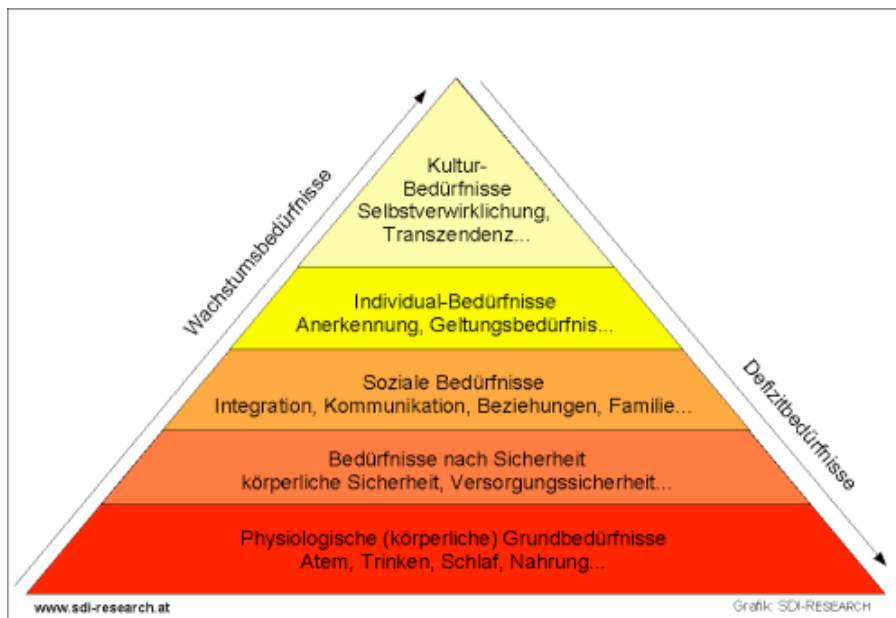 Kultur-
Bedürfnisse
Selbstverwirklichung,
Transzendenz...
Wachstumsbedürfnisse
Individual-Bedürfnisse
Anerkennung, Geltungsbedürfnis...
Defizitbedürfnisse
Soziale Bedürfnisse
Integration, Kommunikation, Beziehungen, Familie...
Bedürfnisse nach Sicherheit
körperliche Sicherheit, Versorgungssicherheit...
Physiologische (körperliche) Grundbedürfnisse
Atem, Trinken, Schlaf, Nahrung...
www.sdi-research.at
Grafik: SDI-RESEARCH